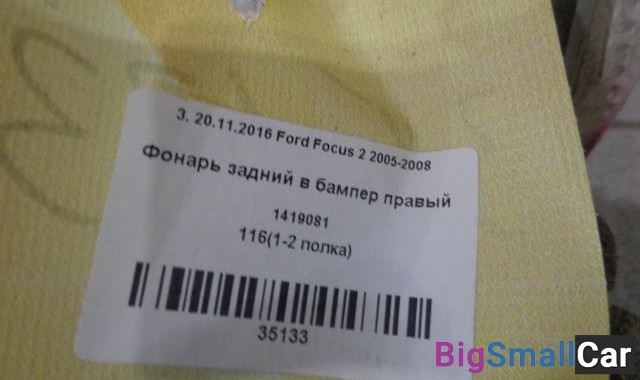 3. 20.11.2016 Ford Focus 2 2005-2008
Фонарь задний в бампер правый
1419081
116(1-2 полка)
35133
BigSmallCar